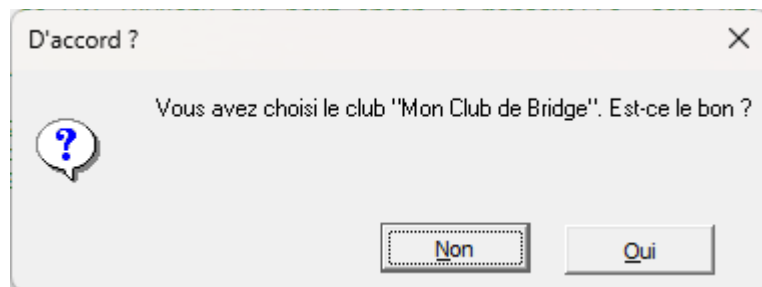 D'accord ?
Vous avez choisi le club "Mon Club de Bridge". Est-ce le bon ?
Non
Oui